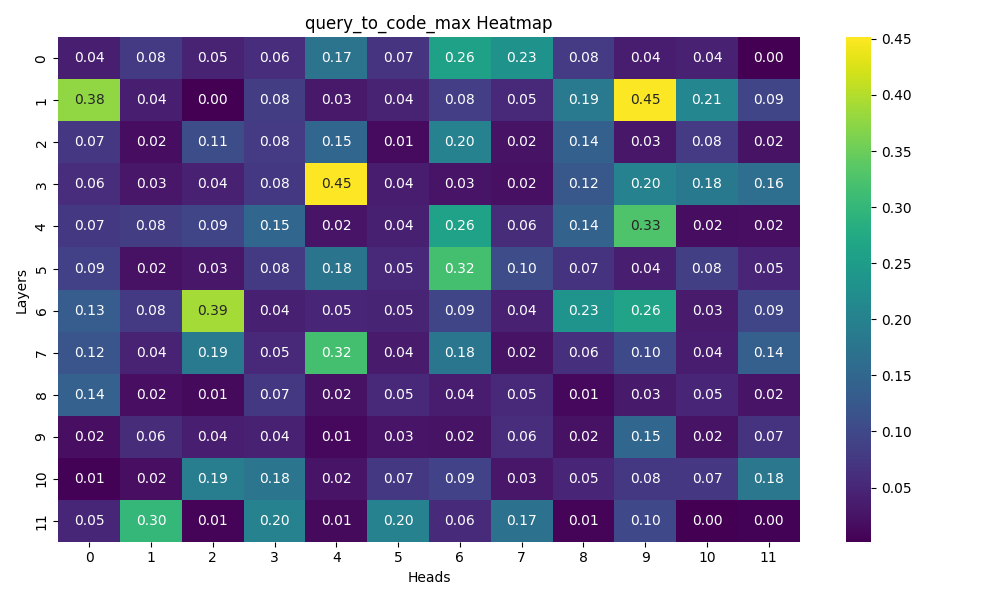 query_to_code_max Heatmap
0 0.04 0.08 0.05 0.06 0.17 0.07 0.26 0.23 0.08 0.04 0.04 0.00
1 0.38 0.04 0.00 0.08 0.03 0.04 0.08 0.05 0.19 0.45 0.21 0.09
2 0.07 0.02 0.11 0.08 0.15 0.01 0.20 0.02 0.14 0.03 0.08 0.02
3 0.06 0.03 0.04 0.08 0.45 0.04 0.03 0.02 0.12 0.20 0.18 0.16
4 0.07 0.08 0.09 0.15 0.02 0.04 0.26 0.06 0.14 0.33 0.02 0.02
5 0.09 0.02 0.03 0.08 0.18 0.05 0.32 0.10 0.07 0.04 0.08 0.05
6 0.13 0.08 0.39 0.04 0.05 0.05 0.09 0.04 0.23 0.26 0.03 0.09
7 0.12 0.04 0.19 0.05 0.32 0.04 0.18 0.02 0.06 0.10 0.04 0.14
8 0.14 0.02 0.01 0.07 0.02 0.05 0.04 0.05 0.01 0.03 0.05 0.02
9 0.02 0.06 0.04 0.04 0.01 0.03 0.02 0.06 0.02 0.15 0.02 0.07
10 0.01 0.02 0.19 0.18 0.02 0.07 0.09 0.03 0.05 0.08 0.07 0.18
11 0.05 0.30 0.01 0.20 0.01 0.20 0.06 0.17 0.01 0.10 0.00 0.00
0 1 2 3 4 5 6 7 8 9 10 11
Heads
Layers
0.45
0.40
0.35
0.30
0.25
0.20
0.15
0.10
0.05